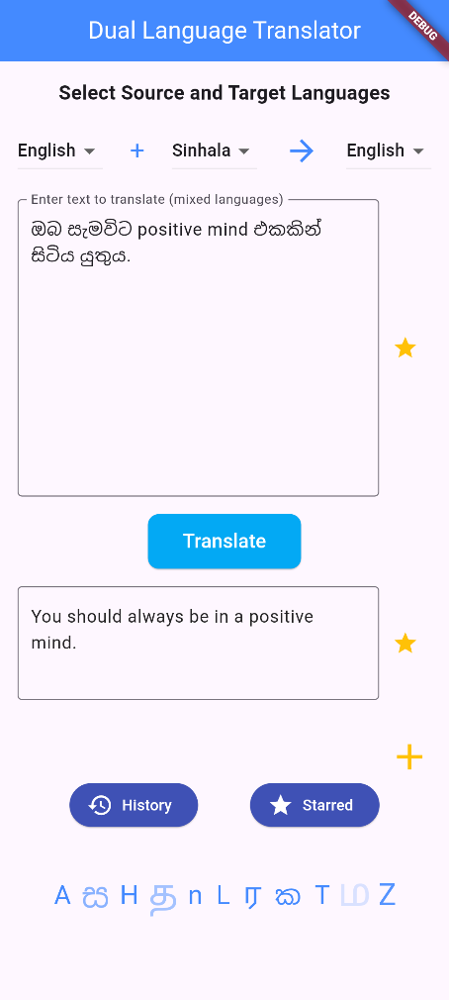 Dual Language Translator
DEBUG
Select Source and Target Languages
English + Sinhala → English
Enter text to translate (mixed languages)
ඔබ සැමවිට positive mind එකකින්
සිටිය යුතුය.
Translate
You should always be in a positive
mind.
+
History Starred
A ස H த n L ர ක T ம Z